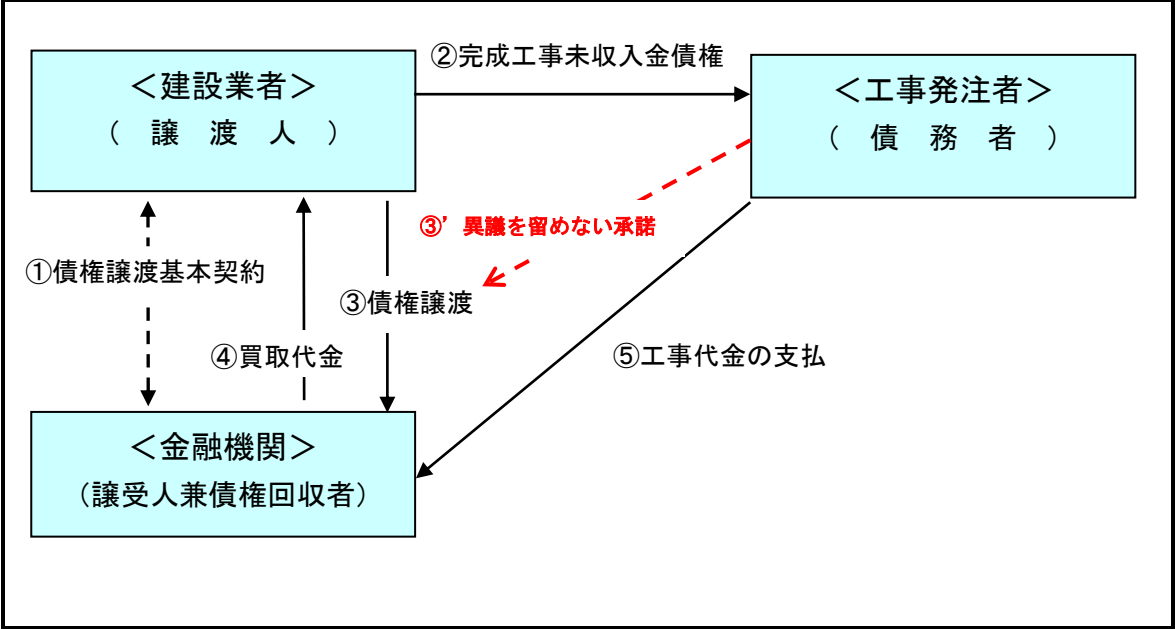 ②完成工事未収入金債権
＜建設業者＞
（　譲　渡　人　）
＜工事発注者＞
（　債　務　者　）
③’異議を留めない承諾
①債権譲渡基本契約
③債権譲渡
④買取代金
⑤工事代金の支払
＜金融機関＞
（譲受人兼債権回収者）